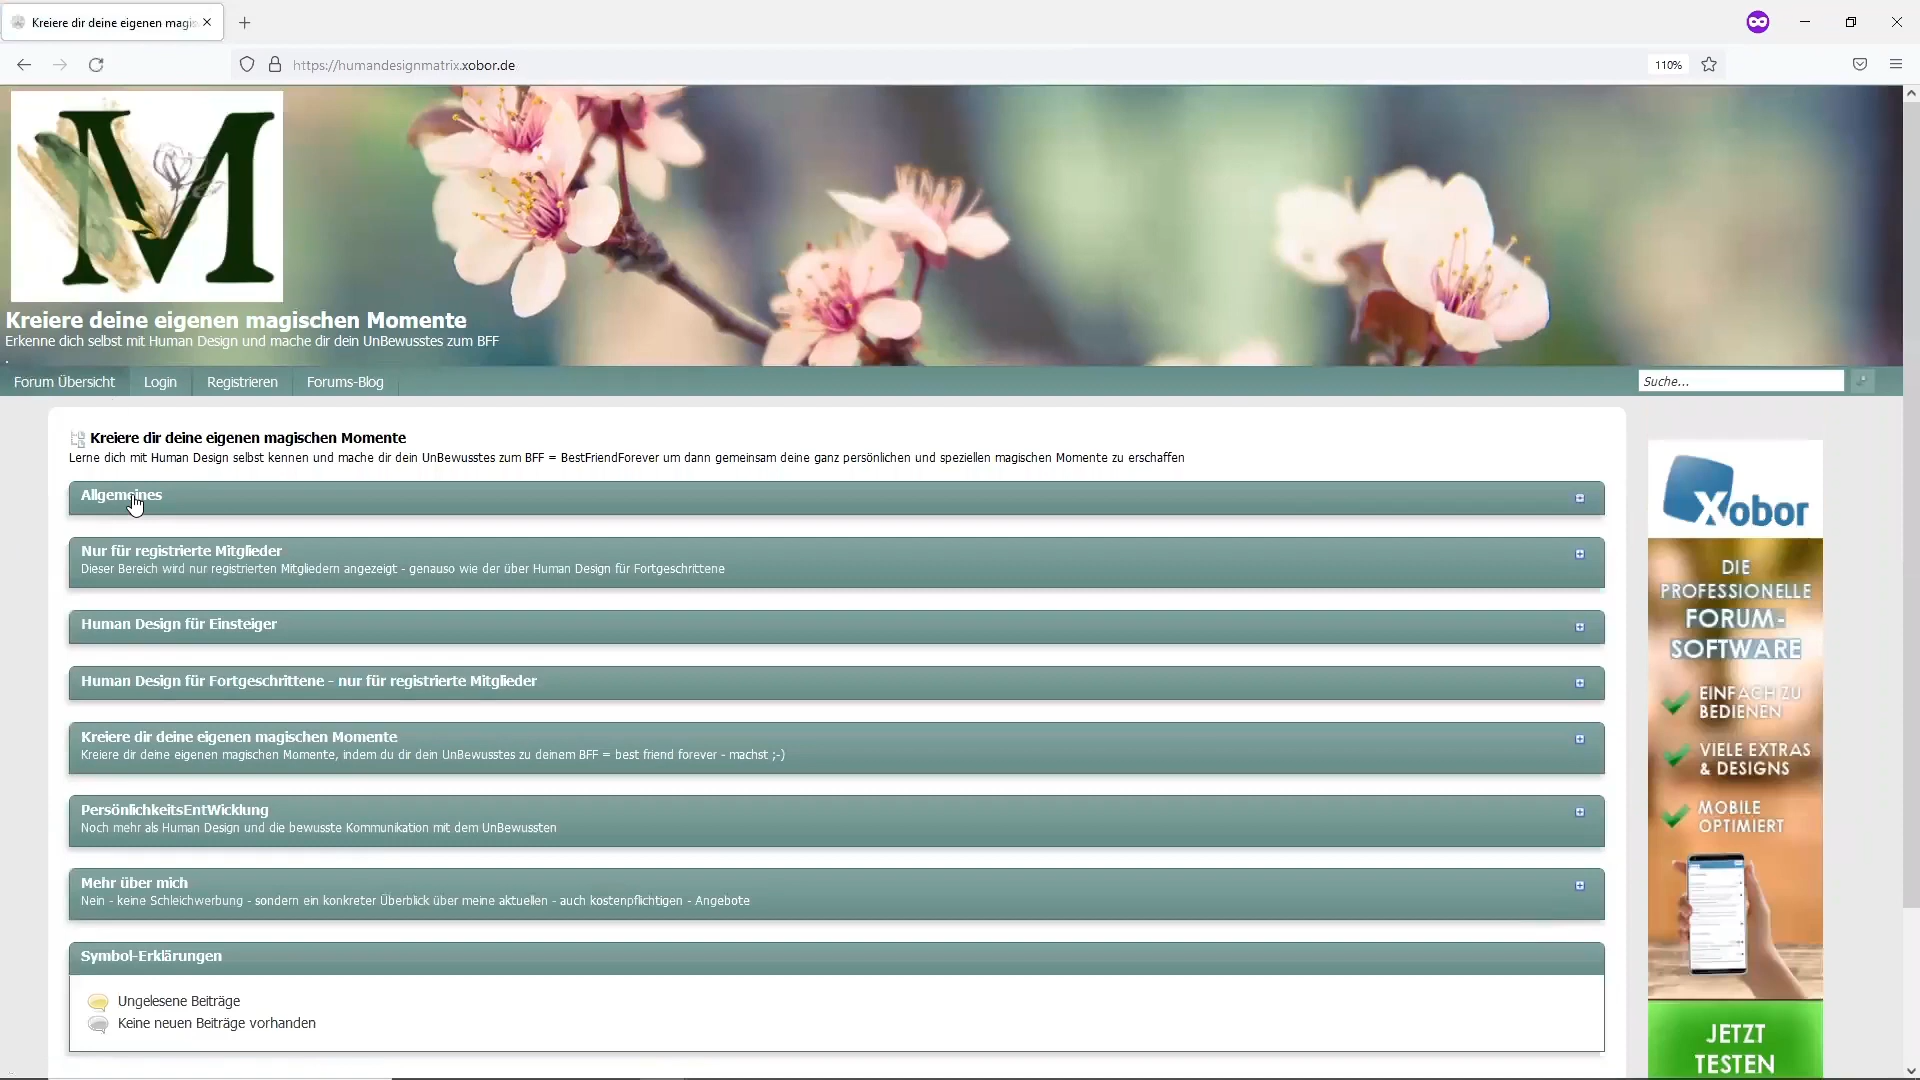 Kreiere dir deine eigenen magis
https://humandesignmatrix.xobor.de
110%
M
Kreiere deine eigenen magischen Momente
Erkenne dich selbst mit Human Design und mache dir dein UnBewusstes zum BFF
.
Forum Übersicht Login Registrieren Forums-Blog Suche...
Kreiere dir deine eigenen magischen Momente
Lerne dich mit Human Design selbst kennen und mache dir dein UnBewusstes zum BFF = BestFriendForever um dann gemeinsam deine ganz persönlichen und speziellen magischen Momente zu erschaffen
Allgemeines
Nur für registrierte Mitglieder
Dieser Bereich wird nur registrierten Mitgliedern angezeigt - genauso wie der über Human Design für Fortgeschrittene
Human Design für Einsteiger
Human Design für Fortgeschrittene - nur für registrierte Mitglieder
Kreiere dir deine eigenen magischen Momente
Kreiere dir deine eigenen magischen Momente, indem du dir dein UnBewusstes zu deinem BFF = best friend forever - machst ;-)
PersönlichkeitsEntWicklung
Noch mehr als Human Design und die bewusste Kommunikation mit dem UnBewussten
Mehr über mich
Nein - keine Schleichwerbung - sondern ein konkreter Überblick über meine aktuellen - auch kostenpflichtigen - Angebote
Symbol-Erklärungen
Ungelesene Beiträge
Keine neuen Beiträge vorhanden
Xobor
DIE
PROFESSIONELLE
FORUM-
SOFTWARE
EINFACH ZU
BEDIENEN
VIELE EXTRAS
& DESIGNS
MOBILE
OPTIMIERT
JETZT
TESTEN